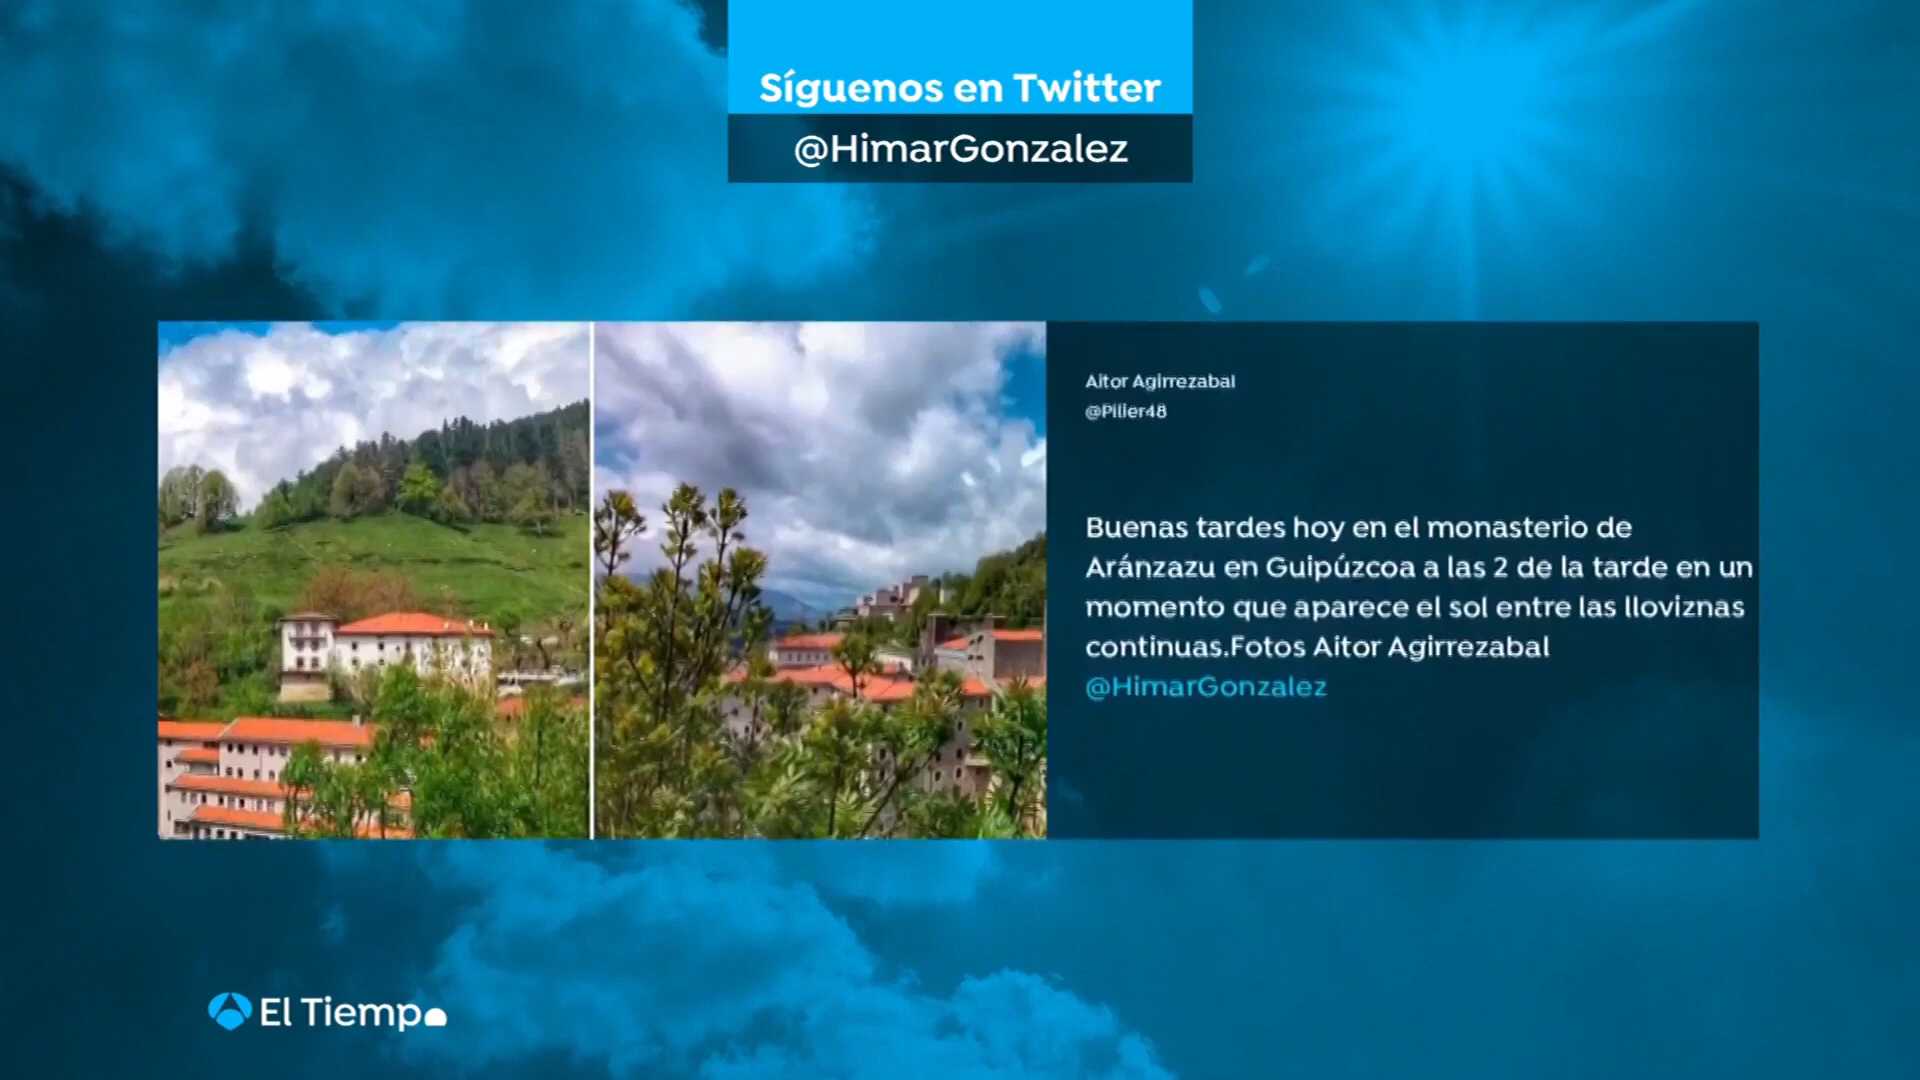 Síguenos en Twitter
@HimarGonzalez
Aitor Agirrezabal
@Pilier48
Buenas tardes hoy en el monasterio de
Aránzazu en Guipúzcoa a las 2 de la tarde en un
momento que aparece el sol entre las lloviznas
continuas.Fotos Aitor Agirrezabal
@HimarGonzalez
El Tiempo